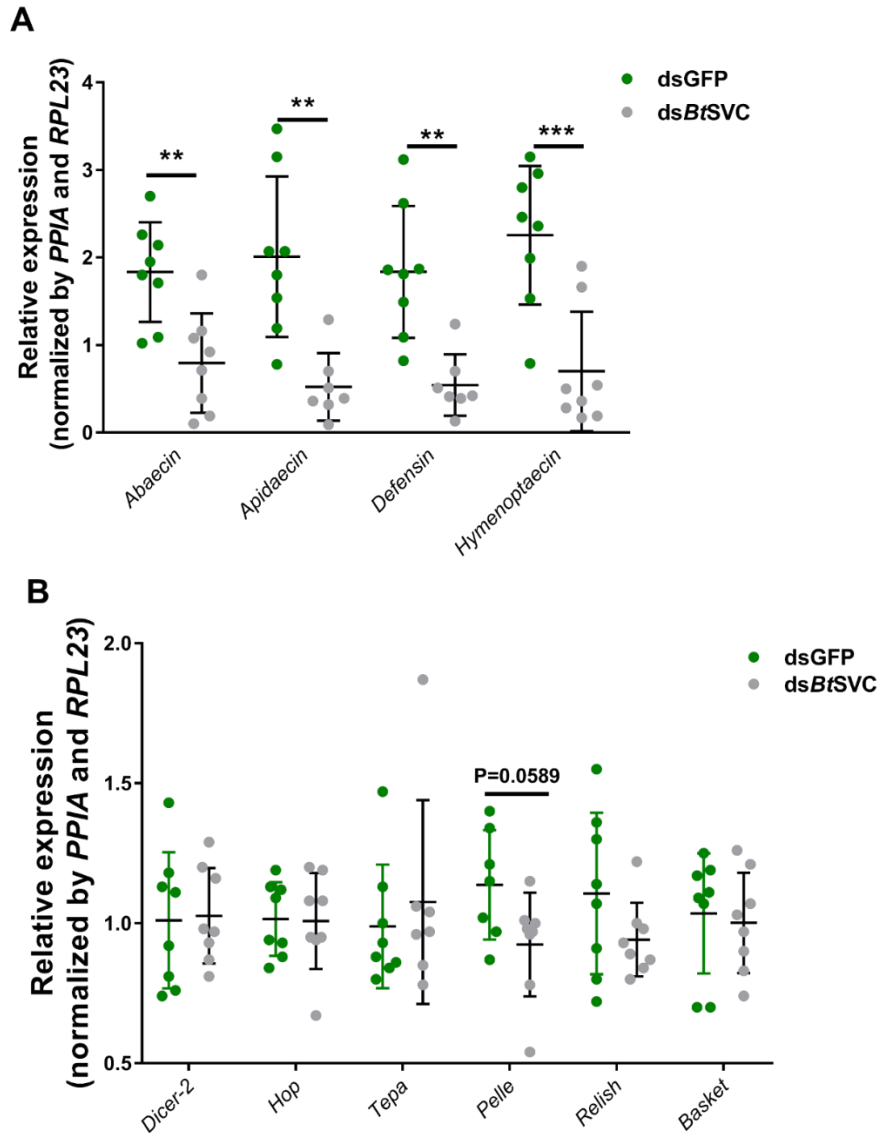 A
Relative expression
(normalized by PPIA and RPL23)
4
3
2
1
0
** ** ** ***
dsGFP
dsBtSVC
Abaecin Apidaecin Defensin Hymenoptaecin
B
Relative expression
(normalized by PPIA and RPL23)
2.0
1.5
1.0
0.5
P=0.0589
dsGFP
dsBtSVC
Dicer-2 Hop Tepa Pelle Relish Basket